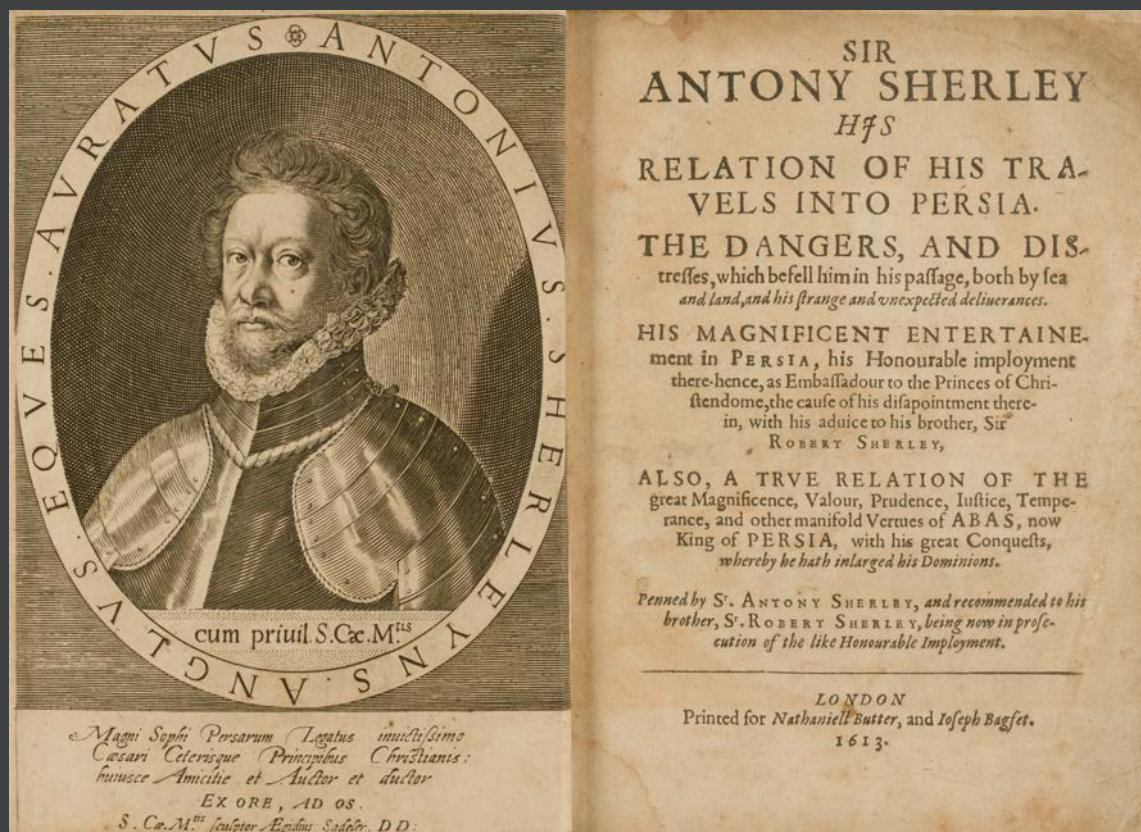 ANTONIVS . SHERLEYNS . ANGLVS . EQVES . AVRATVS
cum priuil. S. Cæ. M.tis
Magni Sophi Persarum Legatus inuictissimo
Cæsari Ceterisque Principibus Christianis:
huiusce Amicitie et Auctor et ductor
EX ORE, AD OS.
S. Cæ. M.tis sculptor Ægidius Sadeler. D D:
SIR
ANTONY SHERLEY
HIS
RELATION OF HIS TRA-
VELS INTO PERSIA.
THE DANGERS, AND DIS-
treſſes, which befell him in his paſſage, both by ſea
and land, and his ſtrange and vnexpected deliuerances.
HIS MAGNIFICENT ENTERTAINE-
ment in PERSIA, his Honourable imployment
there-hence, as Embaſſadour to the Princes of Chri-
ſtendome, the cauſe of his diſapointment there-
in, with his aduice to his brother, Sir
ROBERT SHERLEY,
ALSO, A TRVE RELATION OF THE
great Magnificence, Valour, Prudence, Iuſtice, Tempe-
rance, and other manifold Vertues of ABAS, now
King of PERSIA, with his great Conqueſts,
whereby he hath inlarged his Dominions.
Penned by Sr. ANTONY SHERLEY, and recommended to his
brother, Sr. ROBERT SHERLEY, being now in proſe-
cution of the like Honourable Imployment.
LONDON
Printed for Nathaniell Butter, and Ioſeph Bagfet.
1613.